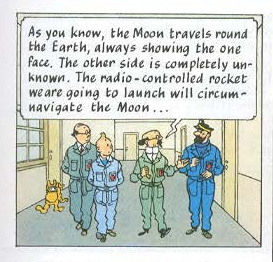 As you know, the Moon travels round
the Earth, always showing the one
face. The other side is completely un-
known. The radio-controlled rocket
weare going to launch will circum-
navigate the Moon...